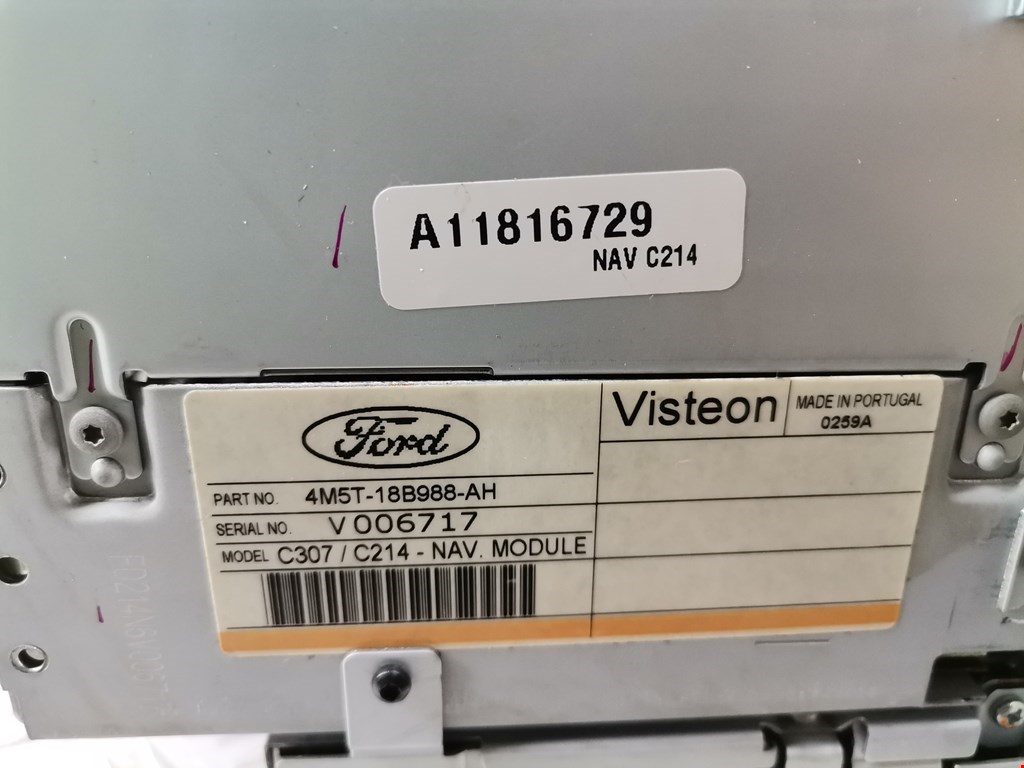 A11816729
NAV C214
Ford
Visteon
MADE IN PORTUGAL
0259A
PART NO. 4M5T-18B988-AH
SERIAL NO. V006717
MODEL C307 / C214 - NAV. MODULE